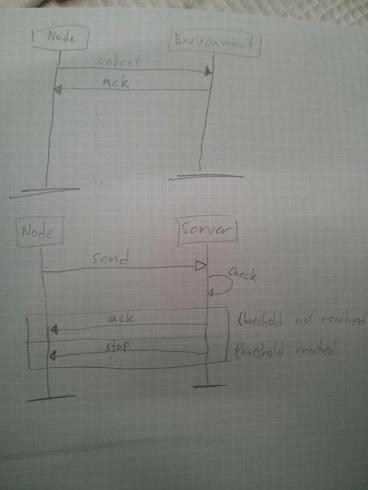 Node
Environment
collect
ack
Node
Server
send
check
ack
threshold not reached
stop
threshold reached